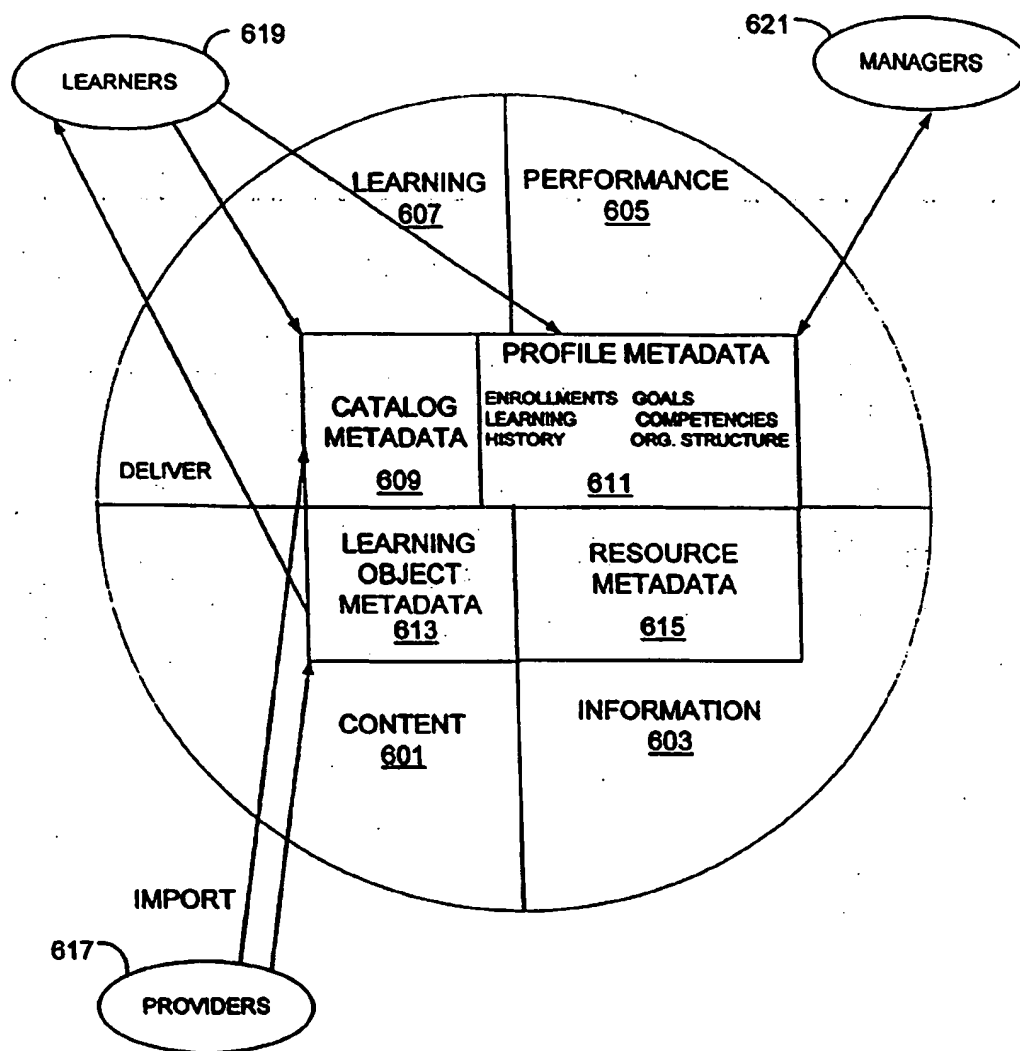 619
LEARNERS
621
MANAGERS
LEARNING
607
PERFORMANCE
605
CATALOG
METADATA
609
PROFILE METADATA
ENROLLMENTS GOALS
LEARNING COMPETENCIES
HISTORY ORG. STRUCTURE
611
DELIVER
LEARNING
OBJECT
METADATA
613
RESOURCE
METADATA
615
CONTENT
601
INFORMATION
603
IMPORT
617
PROVIDERS